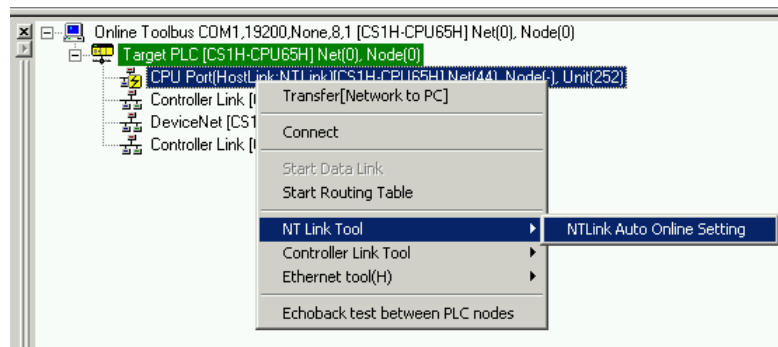 Online Toolbus COM1,19200,None,8,1 [CS1H-CPU65H] Net(0), Node(0)
Target PLC [CS1H-CPU65H] Net(0), Node(0)
CPU Port(HostLink:NTLink)[CS1H-CPU65H] Net(44), Node(-), Unit(252)
Controller Link [
DeviceNet [CS1
Controller Link [
Transfer[Network to PC]
Connect
Start Data Link
Start Routing Table
NT Link Tool
NTLink Auto Online Setting
Controller Link Tool
Ethernet tool(H)
Echoback test between PLC nodes